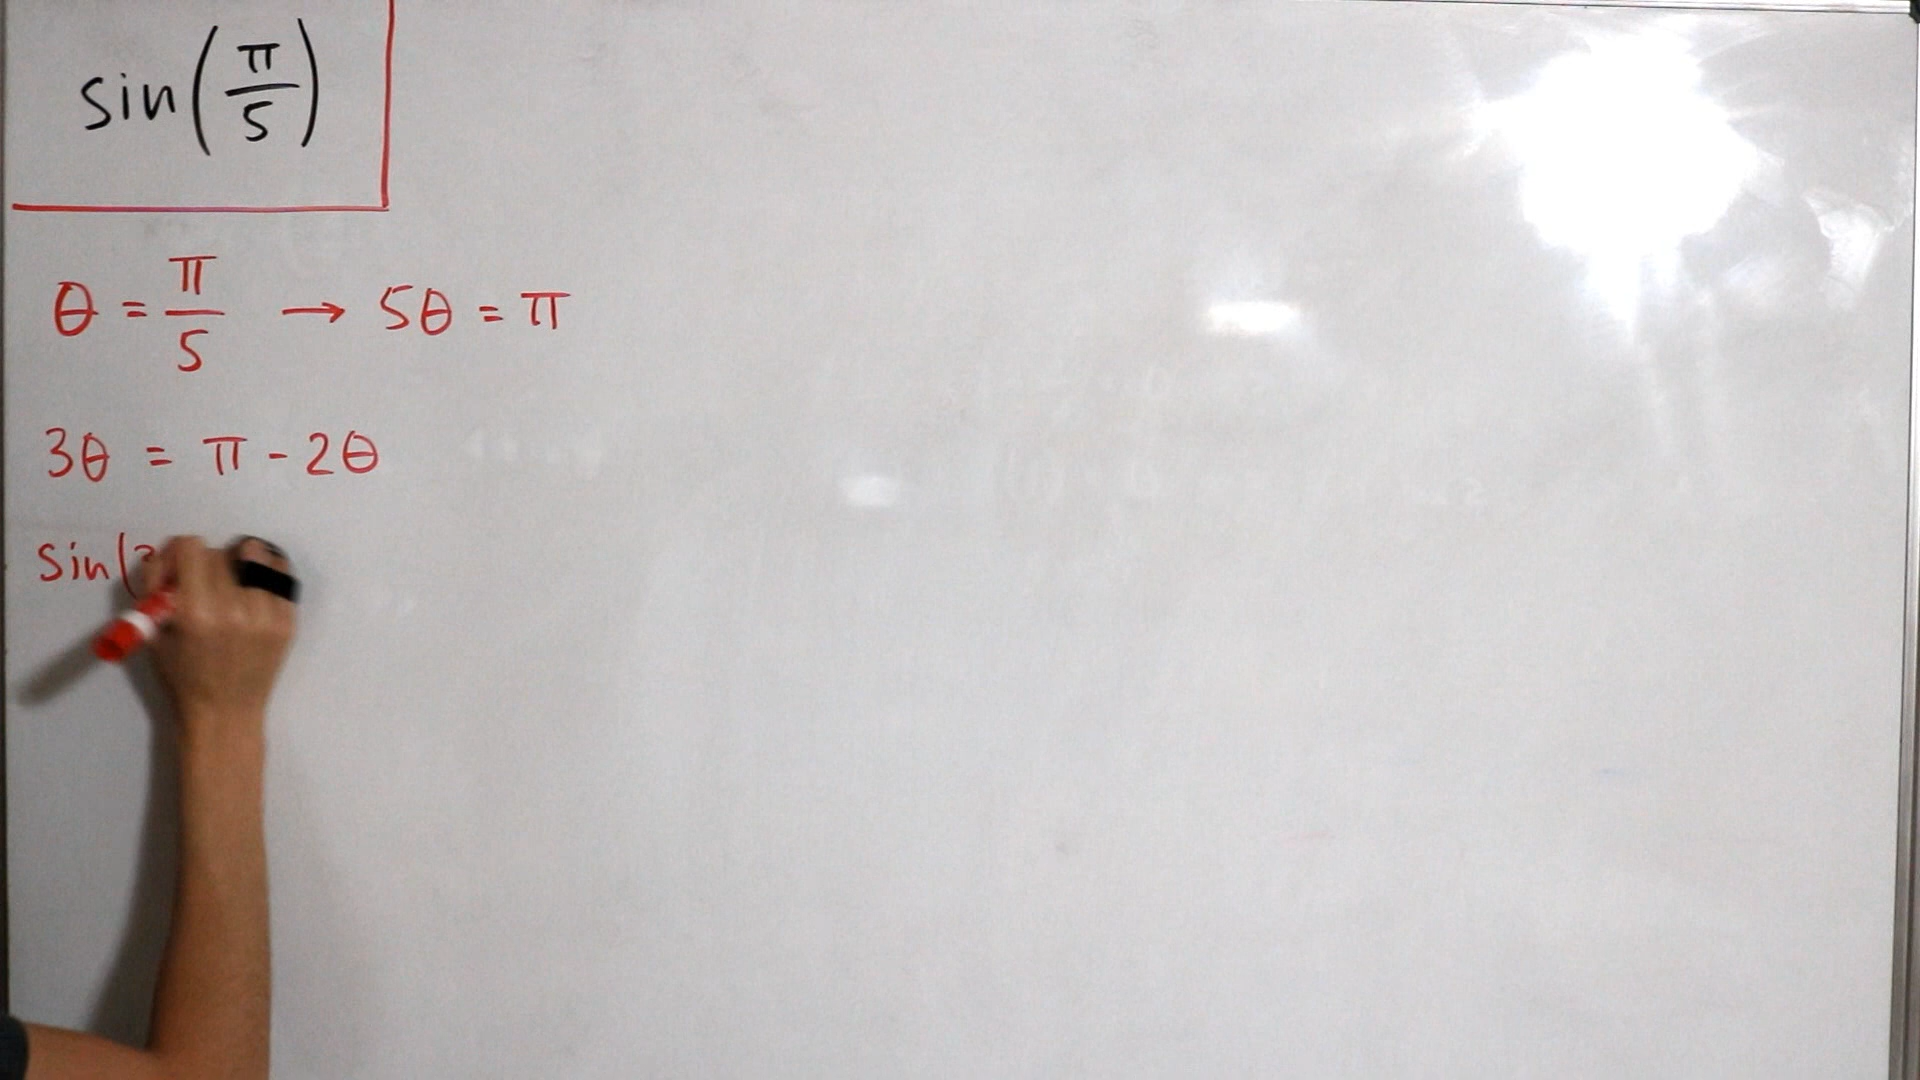 sin(π/5)
θ = π/5 → 5θ = π
3θ = π - 2θ
sin(